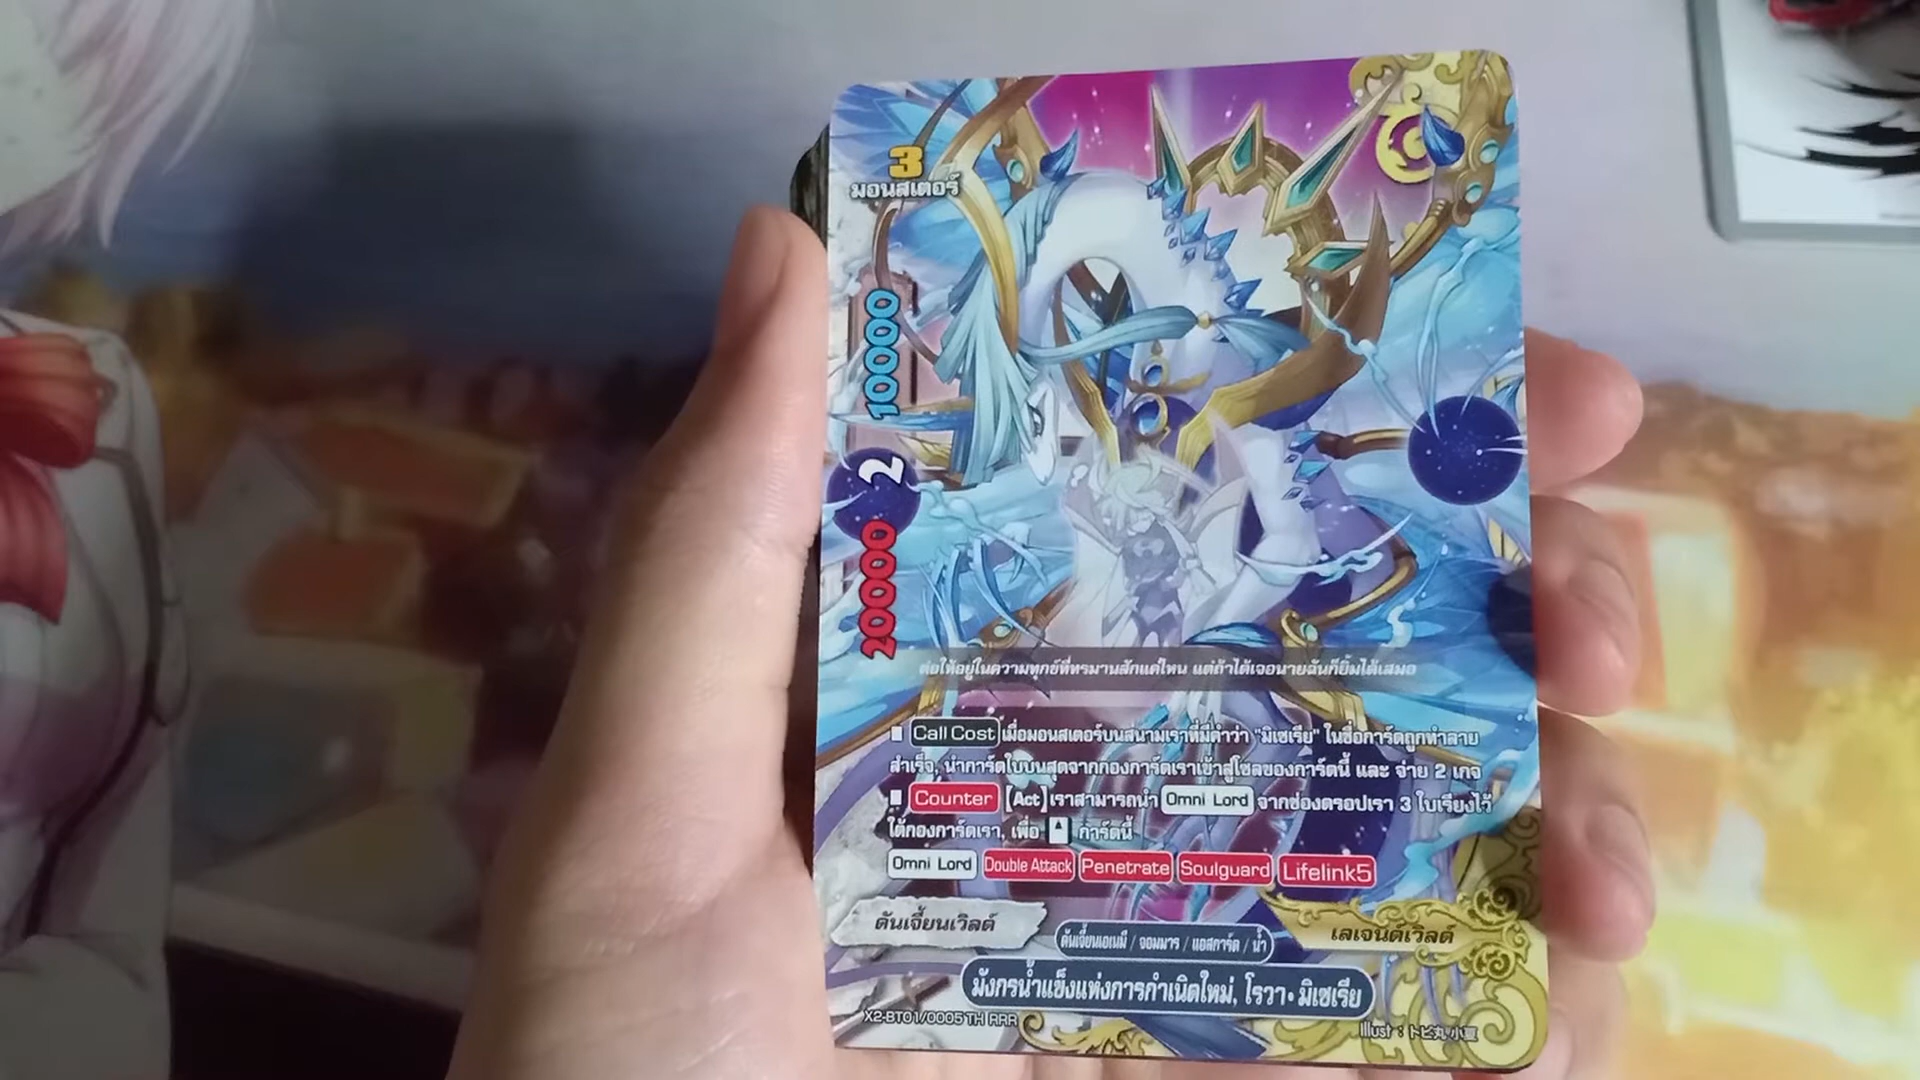 3
มอนสเตอร์
10000
2
20000
ต่อให้อยู่ในความทุกข์ที่ทรมานสักแค่ไหน แต่ถ้าได้เจอนายฉันก็ยิ้มได้เสมอ
■ Call Cost เมื่อมอนสเตอร์บนสนามเราที่มีคำว่า "มิเซเรีย" ในชื่อการ์ดถูกทำลาย
สำเร็จ, นำการ์ดใบบนสุดจากกองการ์ดเราเข้าสู่โซลของการ์ดนี้ และ จ่าย 2 เกจ
■ Counter [Act] เราสามารถนำ Omni Lord จากช่องดรอปเรา 3 ใบเรียงไว้
ใต้กองการ์ดเรา, เพื่อ การ์ดนี้
Omni Lord Double Attack Penetrate Soulguard Lifelink5
ดันเจี้ยนเวิลด์
เลเจนด์เวิลด์
ดันเจี้ยนเอเนมี / จอมมาร / แอสการ์ด / น้ำ
มังกรน้ำแข็งแห่งการกำเนิดใหม่, โรวา・มิเซเรีย
X2-BT01/0005 TH RRR
Illust : トビ丸小夏